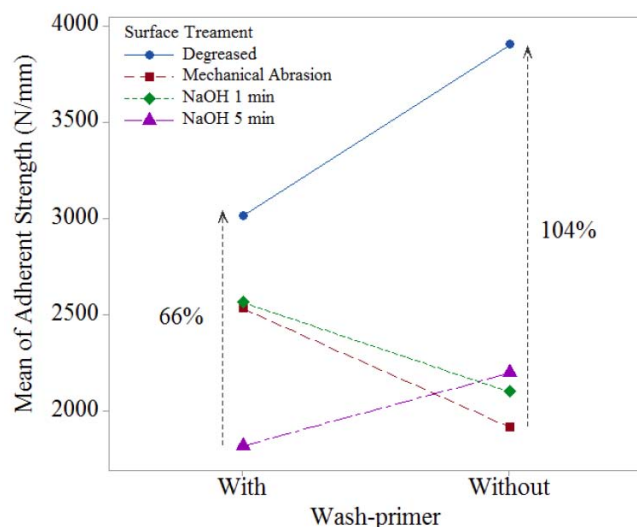 Surface Treament
Degreased
Mechanical Abrasion
NaOH 1 min
NaOH 5 min
Mean of Adherent Strength (N/mm)
4000
3500
3000
2500
2000
66%
104%
With
Without
Wash-primer